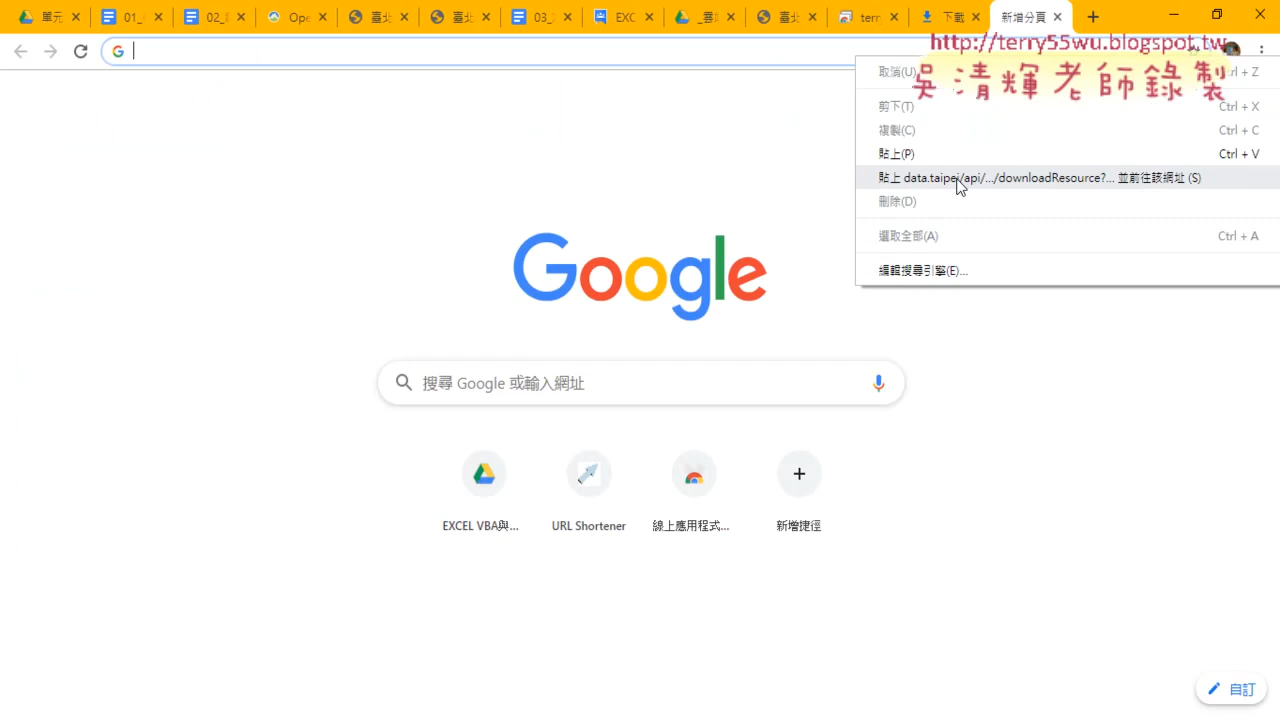 單元
01_
02_
Ope
臺北
臺北
03_
EXC
_雲
臺北
terr
下載
新增分頁
http://terry55wu.blogspot.tw
吳清輝老師錄製
取消(U) Ctrl + Z
剪下(T) Ctrl + X
複製(C) Ctrl + C
貼上(P) Ctrl + V
貼上 data.taipei/api/.../downloadResource?... 並前往該網址 (S)
刪除(D)
選取全部(A) Ctrl + A
編輯搜尋引擎(E)...
Google
搜尋 Google 或輸入網址
EXCEL VBA與...
URL Shortener
線上應用程式...
新增捷徑
自訂